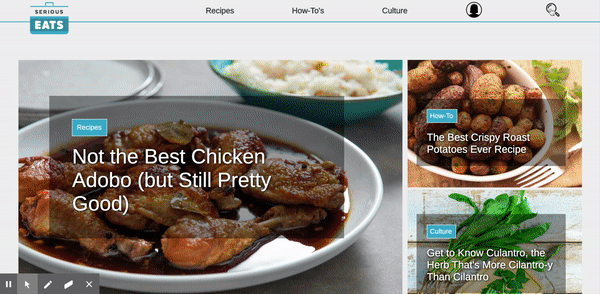 SERIOUS
EATS
Recipes
How-To's
Culture
Recipes
Not the Best Chicken
Adobo (but Still Pretty
Good)
How-To
The Best Crispy Roast
Potatoes Ever Recipe
Culture
Get to Know Culantro, the
Herb That's More Cilantro-y
Than Cilantro